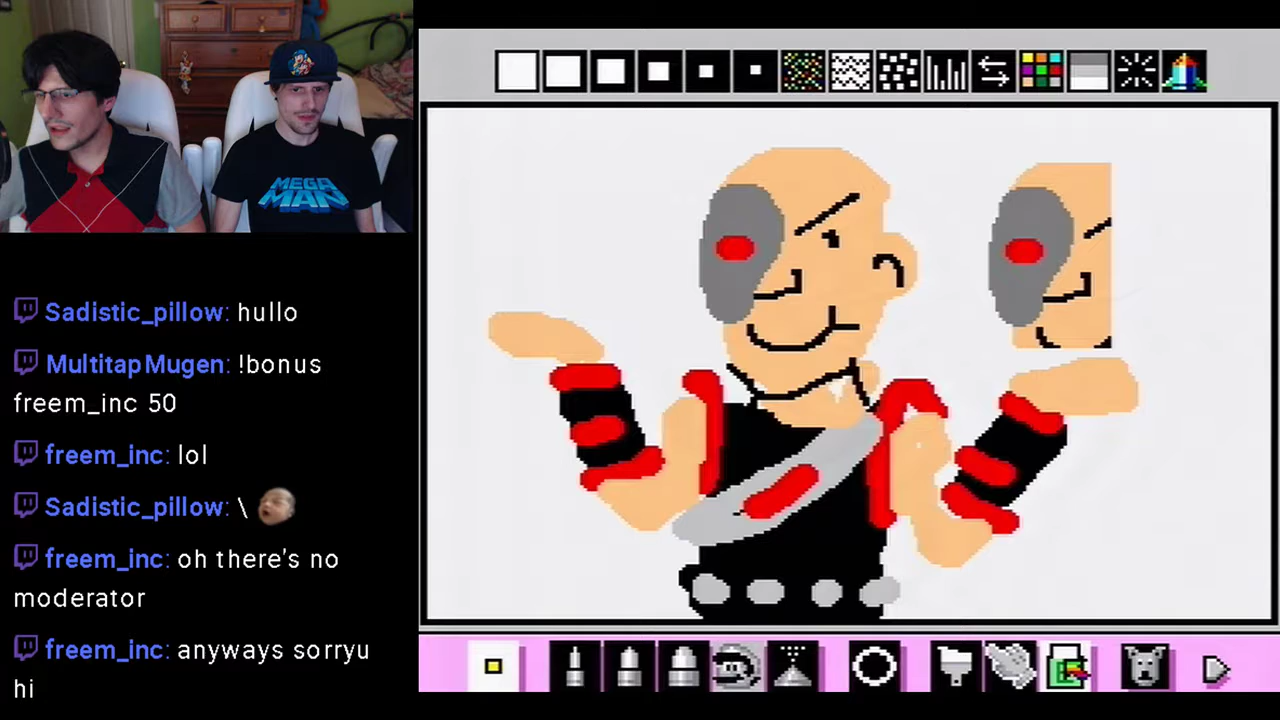 MEGA
MAN
Sadistic_pillow: hullo
MultitapMugen: !bonus
freem_inc 50
freem_inc: lol
Sadistic_pillow: \
freem_inc: oh there's no
moderator
freem_inc: anyways sorryu
hi